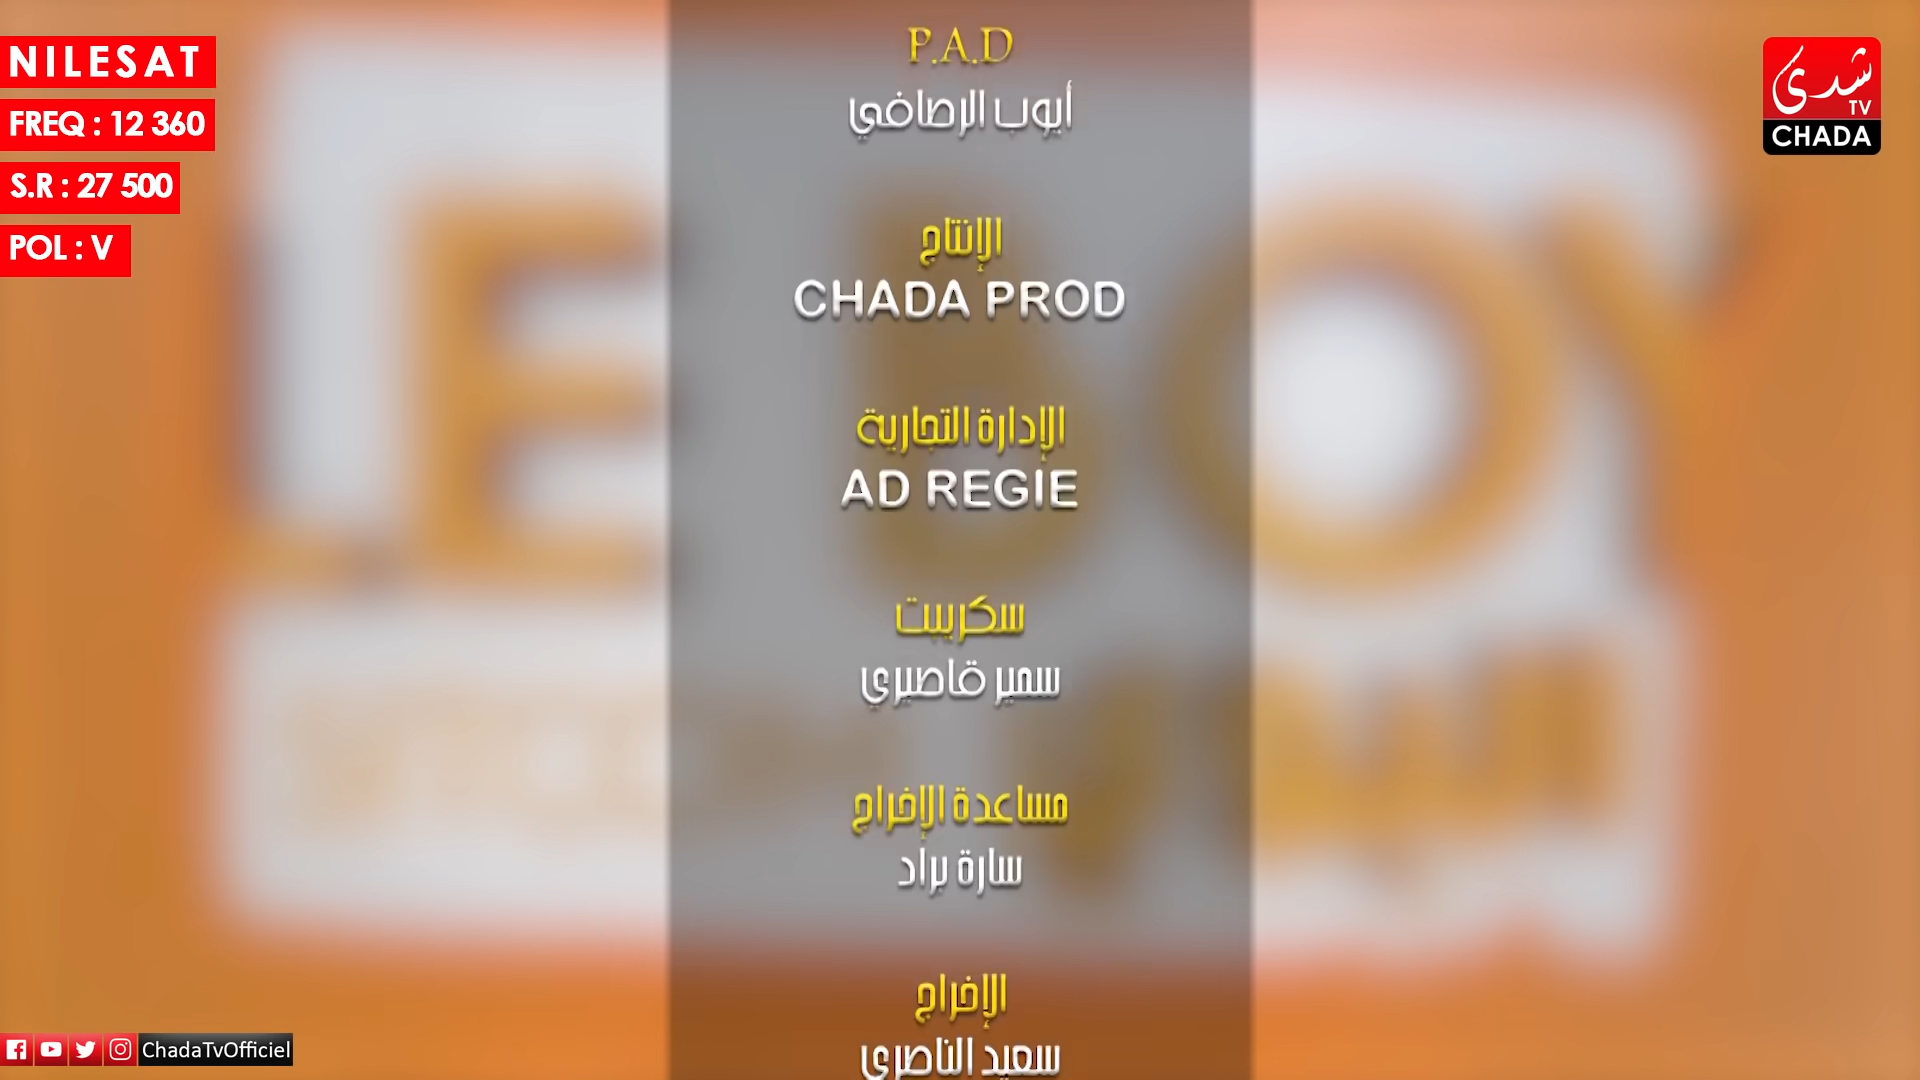 NILESAT
FREQ : 12 360
S.R : 27 500
POL : V
شدى
TV
CHADA
P.A.D
أيوب الرصافي
الإنتاج
CHADA PROD
الإدارة التجارية
AD REGIE
سكريبت
سمير قاصيري
مساعدة الإخراج
سارة براد
الإخراج
سعيد الناصري
ChadaTvOfficiel